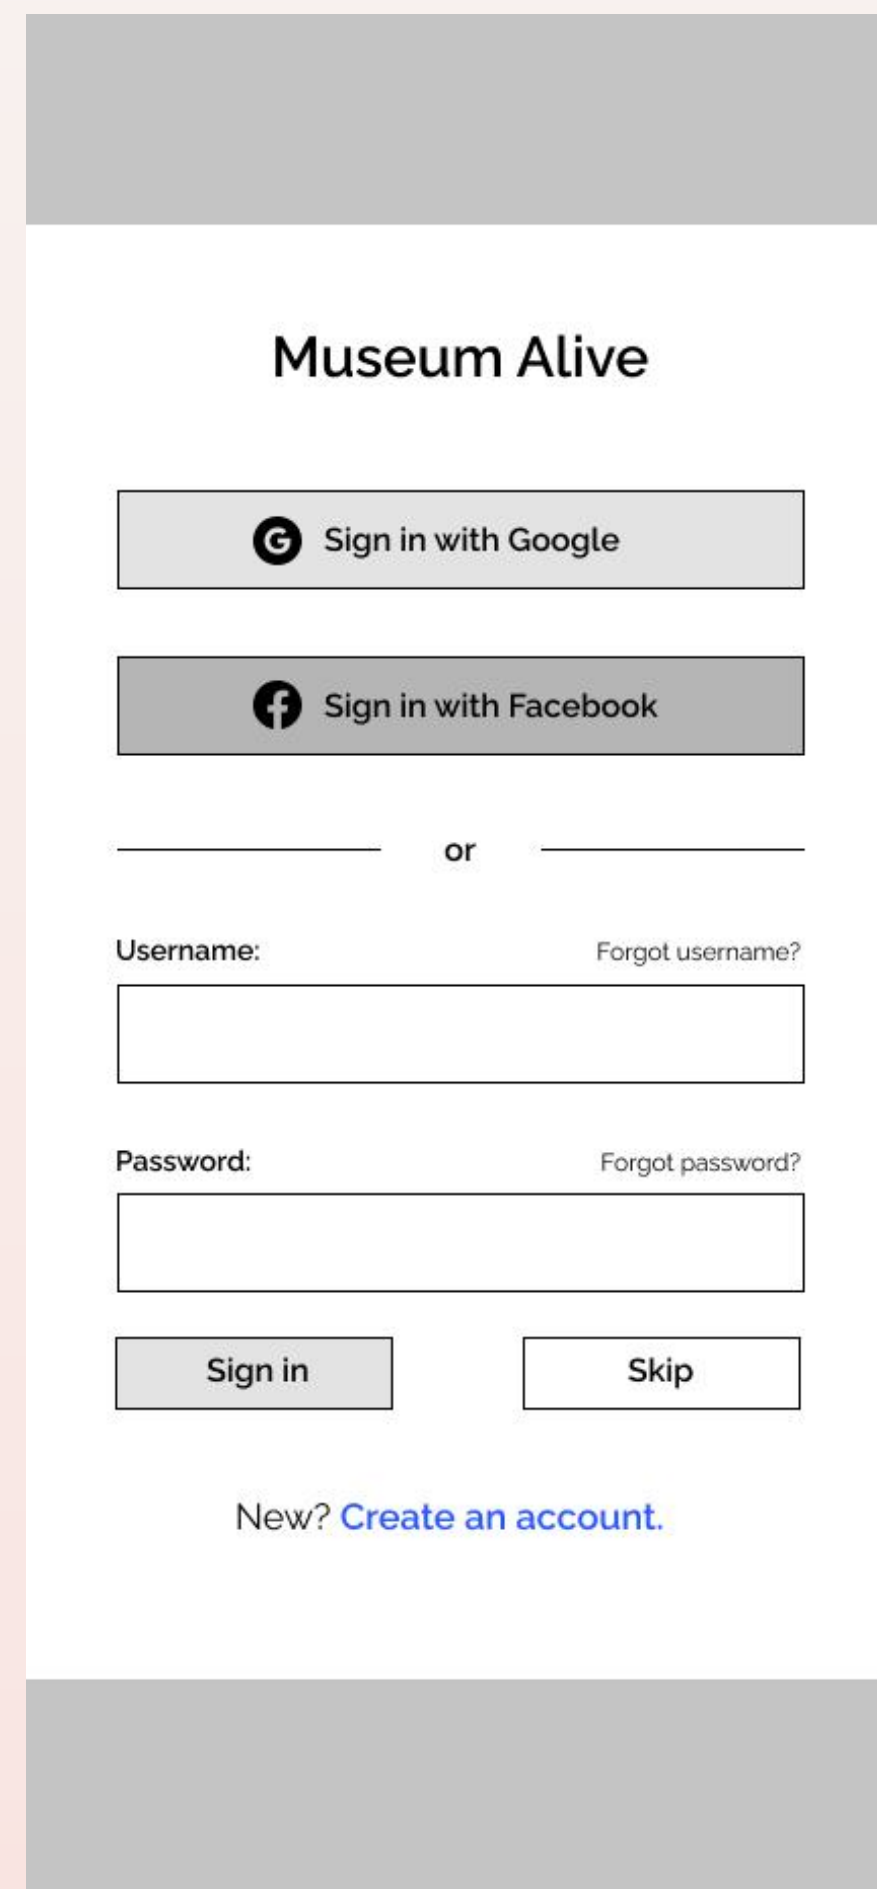 Museum Alive
Sign in with Google
Sign in with Facebook
or
Username: Forgot username?
Password: Forgot password?
Sign in Skip
New? Create an account.